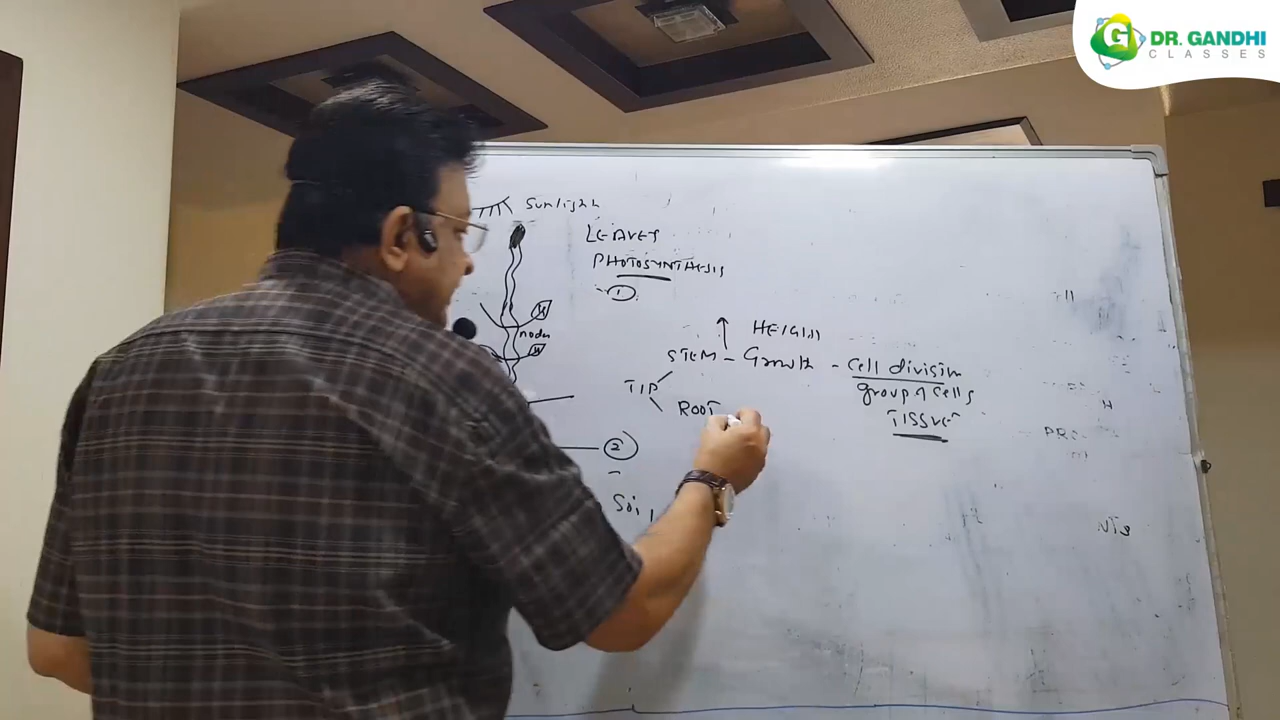 DR. GANDHI
CLASSES
Sunlight
LEAVES
PHOTOSYNTHESIS
1
nodes
HEIGHT
STEM - Growth - Cell division
group of cells
TISSUE
TIP
ROOT
2
Soil